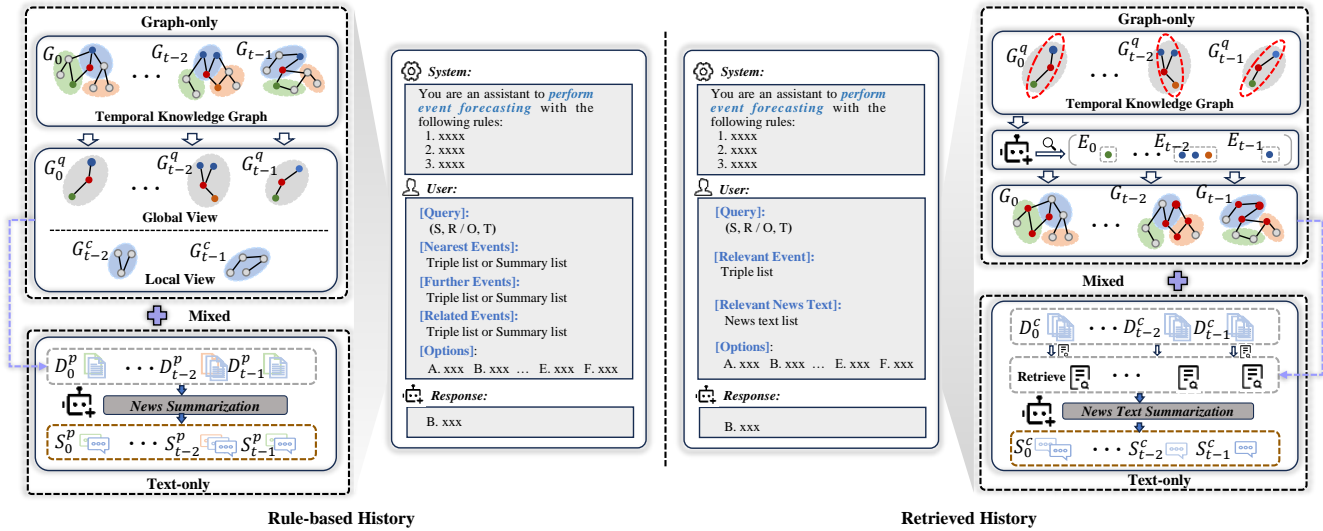 Graph-only
G_0 G_{t-2} G_{t-1}
. . .
Temporal Knowledge Graph
G_0^q G_{t-2}^q G_{t-1}^q
. . .
Global View
G_{t-2}^c G_{t-1}^c
Local View
Mixed
D_0^p . . . D_{t-2}^p D_{t-1}^p
News Summarization
S_0^p . . . S_{t-2}^p S_{t-1}^p
Text-only
Rule-based History
System:
You are an assistant to perform
event forecasting with the
following rules:
1. xxxx
2. xxxx
3. xxxx
User:
[Query]:
(S, R / O, T)
[Nearest Events]:
Triple list or Summary list
[Further Events]:
Triple list or Summary list
[Related Events]:
Triple list or Summary list
[Options]:
A. xxx B. xxx … E. xxx F. xxx
Response:
B. xxx
System:
You are an assistant to perform
event forecasting with the
following rules:
1. xxxx
2. xxxx
3. xxxx
User:
[Query]:
(S, R / O, T)
[Relevant Event]:
Triple list
[Relevant News Text]:
News text list
[Options]:
A. xxx B. xxx … E. xxx F. xxx
Response:
B. xxx
Graph-only
G_0^q G_{t-2}^q G_{t-1}^q
. . .
Temporal Knowledge Graph
E_0 . . . E_{t-2} E_{t-1}
G_0 G_{t-2} G_{t-1}
. . .
Mixed
D_0^c . . . D_{t-2}^c D_{t-1}^c
Retrieve . . .
News Text Summarization
S_0^c . . . S_{t-2}^c S_{t-1}^c
Text-only
Retrieved History